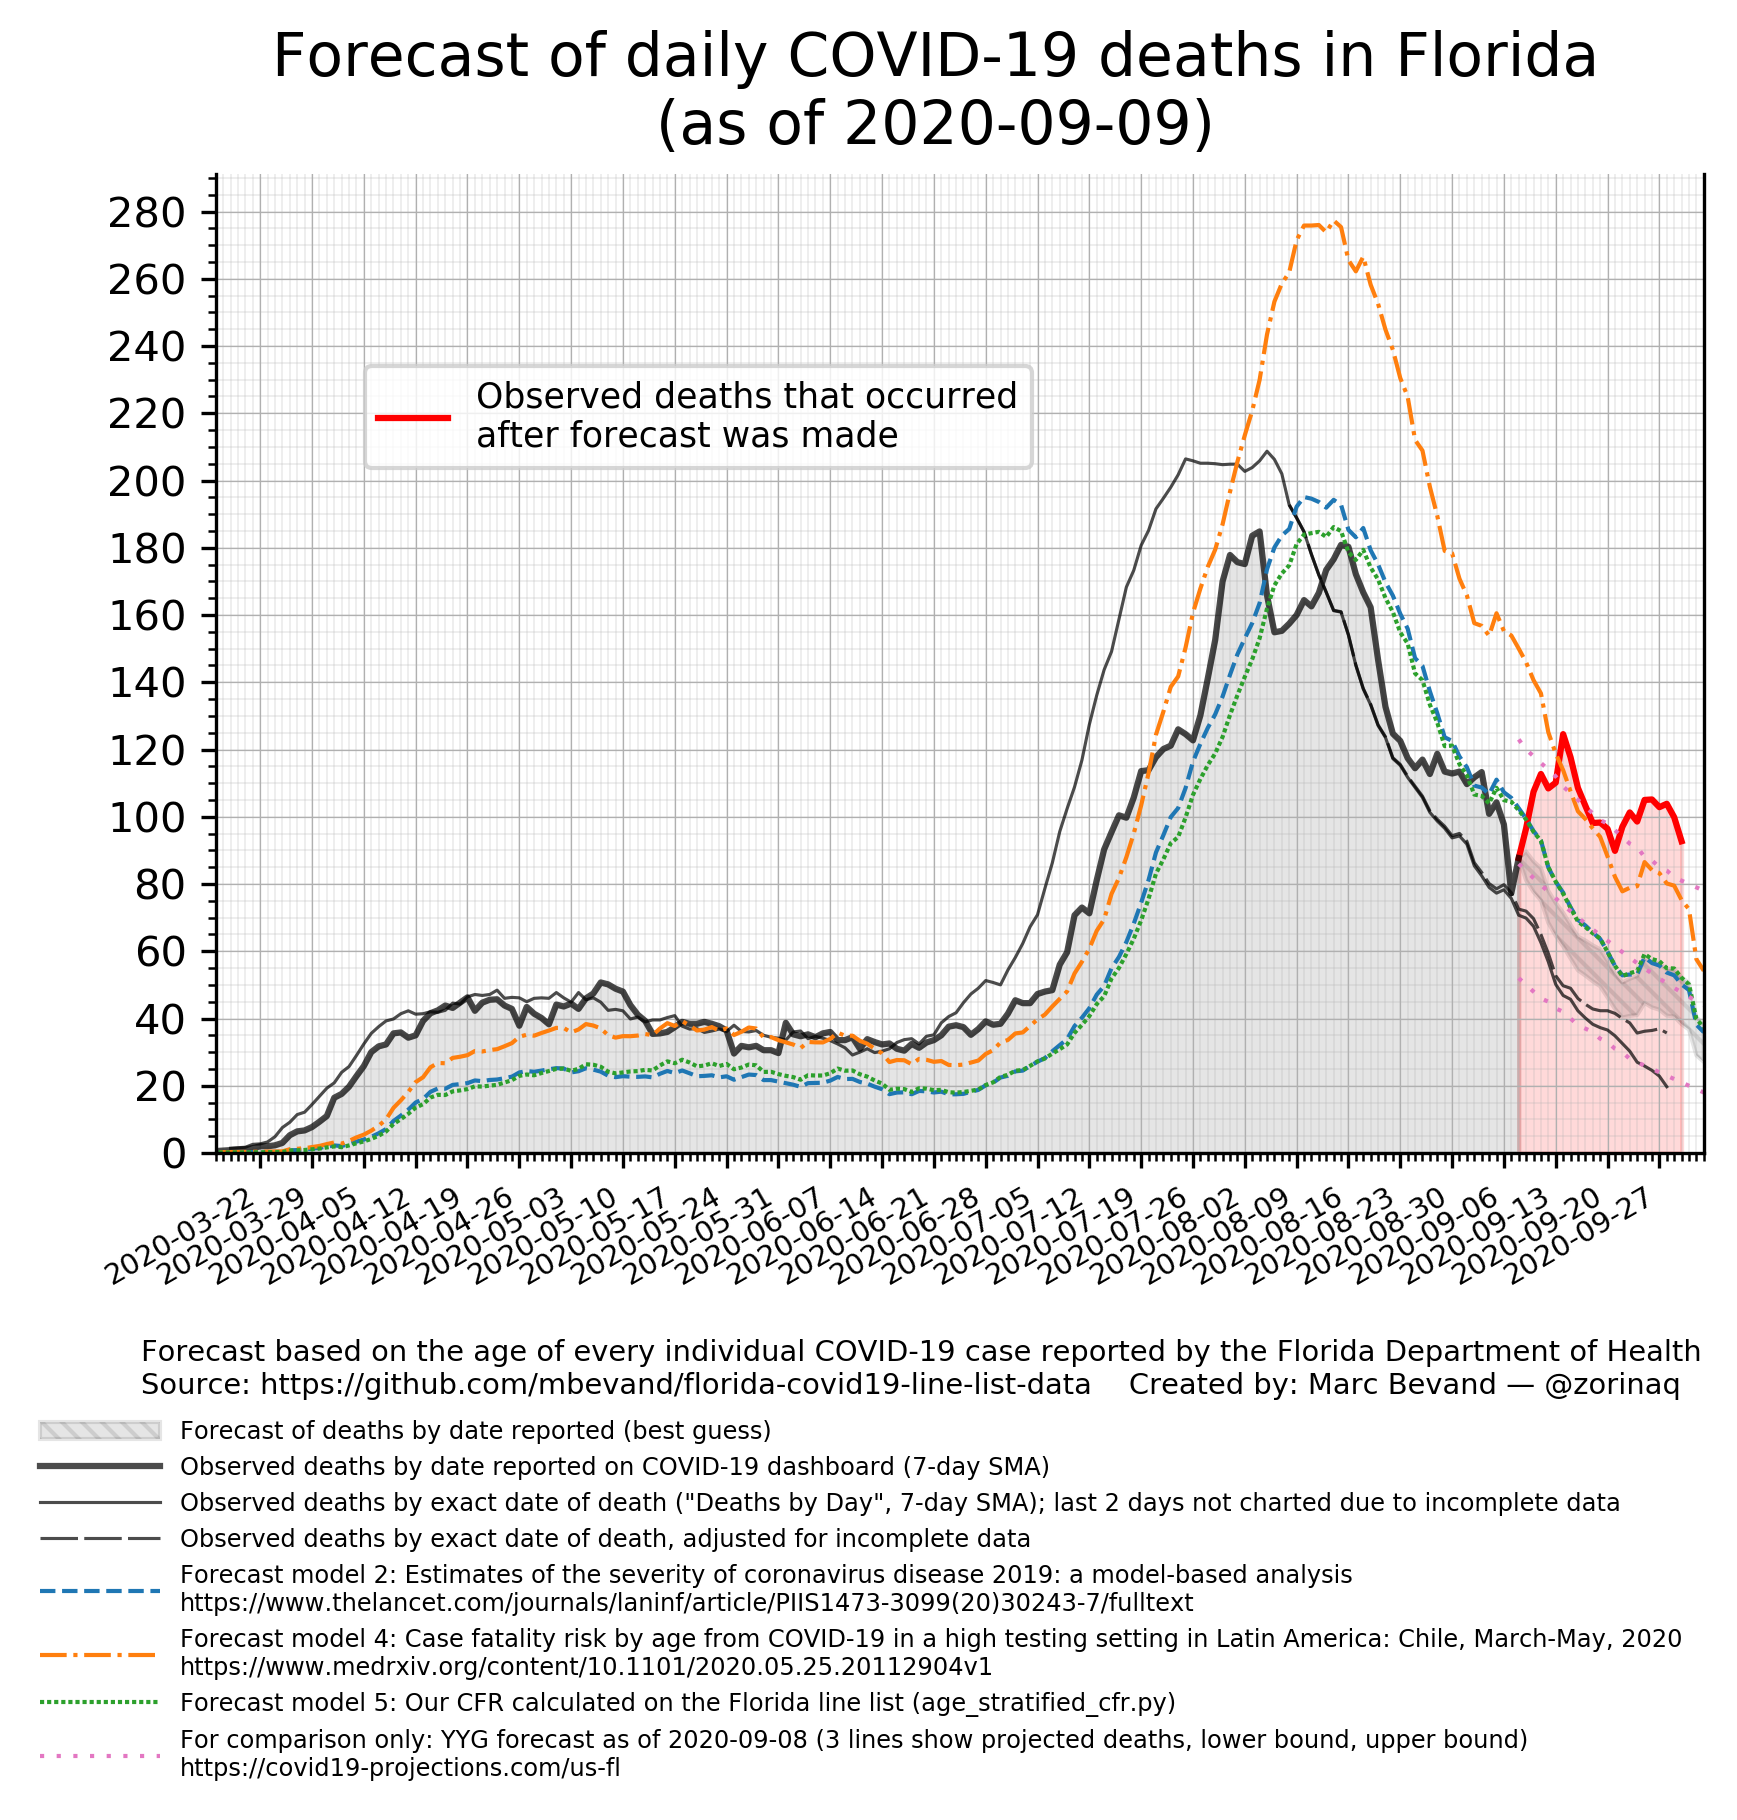 Forecast of daily COVID-19 deaths in Florida
(as of 2020-09-09)
280
260
240
220
200
180
160
140
120
100
80
60
40
20
0
Observed deaths that occurred
after forecast was made
2020-03-22
2020-03-29
2020-04-05
2020-04-12
2020-04-19
2020-04-26
2020-05-03
2020-05-10
2020-05-17
2020-05-24
2020-05-31
2020-06-07
2020-06-14
2020-06-21
2020-06-28
2020-07-05
2020-07-12
2020-07-19
2020-07-26
2020-08-02
2020-08-09
2020-08-16
2020-08-23
2020-08-30
2020-09-06
2020-09-13
2020-09-20
2020-09-27
Forecast based on the age of every individual COVID-19 case reported by the Florida Department of Health
Source: https://github.com/mbevand/florida-covid19-line-list-data Created by: Marc Bevand — @zorinaq
Forecast of deaths by date reported (best guess)
Observed deaths by date reported on COVID-19 dashboard (7-day SMA)
Observed deaths by exact date of death ("Deaths by Day", 7-day SMA); last 2 days not charted due to incomplete data
Observed deaths by exact date of death, adjusted for incomplete data
Forecast model 2: Estimates of the severity of coronavirus disease 2019: a model-based analysis
https://www.thelancet.com/journals/laninf/article/PIIS1473-3099(20)30243-7/fulltext
Forecast model 4: Case fatality risk by age from COVID-19 in a high testing setting in Latin America: Chile, March-May, 2020
https://www.medrxiv.org/content/10.1101/2020.05.25.20112904v1
Forecast model 5: Our CFR calculated on the Florida line list (age_stratified_cfr.py)
For comparison only: YYG forecast as of 2020-09-08 (3 lines show projected deaths, lower bound, upper bound)
https://covid19-projections.com/us-fl